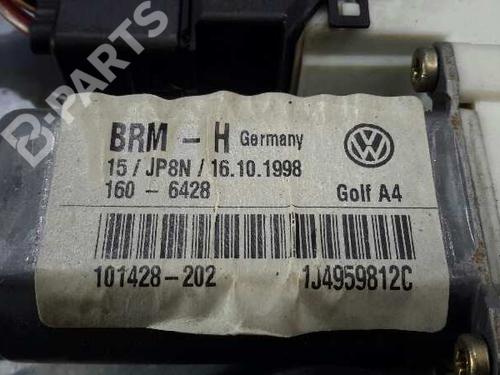 B-PARTS
BRM - H Germany
15 / JP8N / 16.10.1998
160 - 6428 Golf A4
101428-202 1J4959812C